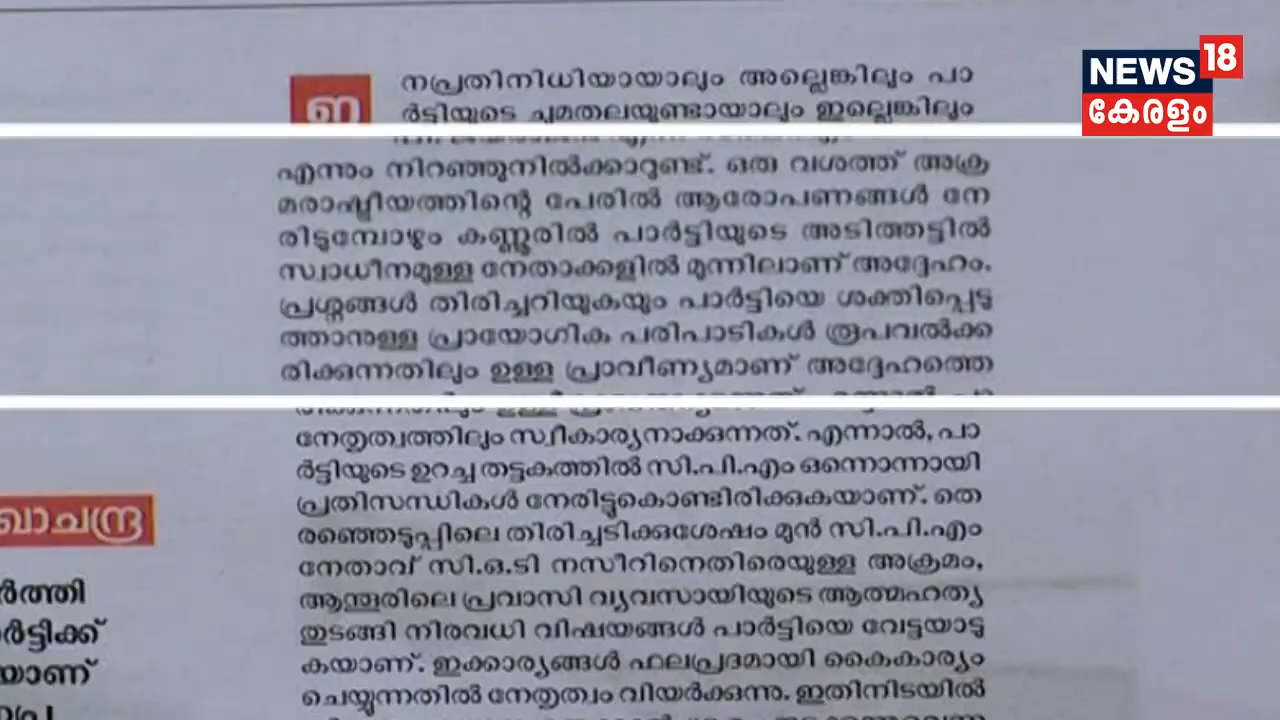 NEWS 18
കേരളം
നപ്രതിനിധിയായാലും അല്ലെങ്കിലും പാ
ർട്ടിയുടെ ചുമതലയുണ്ടായാലും ഇല്ലെങ്കിലും
എന്നും നിറഞ്ഞുനിൽക്കാറുണ്ട്. ഒരു വശത്ത് അക്ര
മരാഷ്ട്രീയത്തിന്റെ പേരിൽ ആരോപണങ്ങൾ നേ
രിടുമ്പോഴും കണ്ണൂരിൽ പാർട്ടിയുടെ അടിത്തട്ടിൽ
സ്വാധീനമുള്ള നേതാക്കളിൽ മുന്നിലാണ് അദ്ദേഹം.
പ്രശ്നങ്ങൾ തിരിച്ചറിയുകയും പാർട്ടിയെ ശക്തിപ്പെടു
ത്താനുള്ള പ്രായോഗിക പരിപാടികൾ രൂപവൽക്ക
രിക്കുന്നതിലും ഉള്ള പ്രാവീണ്യമാണ് അദ്ദേഹത്തെ
നേതൃത്വത്തിലും സ്വീകാര്യനാക്കുന്നത്. എന്നാൽ, പാ
ർട്ടിയുടെ ഉറച്ച തട്ടകത്തിൽ സി.പി.എം ഒന്നൊന്നായി
പ്രതിസന്ധികൾ നേരിട്ടുകൊണ്ടിരിക്കുകയാണ്. തെ
രഞ്ഞെടുപ്പിലെ തിരിച്ചടിക്കുശേഷം മുൻ സി.പി.എം
നേതാവ് സി.ഒ.ടി നസീറിനെതിരെയുള്ള അക്രമം,
ആന്തൂരിലെ പ്രവാസി വ്യവസായിയുടെ ആത്മഹത്യ
തുടങ്ങി നിരവധി വിഷയങ്ങൾ പാർട്ടിയെ വേട്ടയാടു
കയാണ്. ഇക്കാര്യങ്ങൾ ഫലപ്രദമായി കൈകാര്യം
ചെയ്യുന്നതിൽ നേതൃത്വം വിയർക്കുന്നു. ഇതിനിടയിൽ
ഖാചന്ദ്ര
ർത്തി
ർട്ടിക്ക്
യാണ്